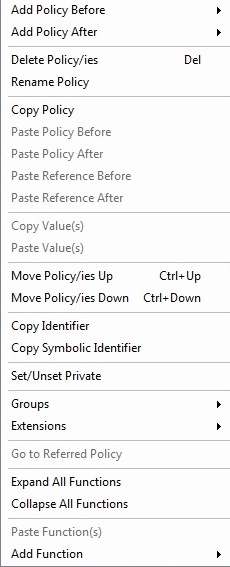 Add Policy Before
Add Policy After
Delete Policy/ies Del
Rename Policy
Copy Policy
Paste Policy Before
Paste Policy After
Paste Reference Before
Paste Reference After
Copy Value(s)
Paste Value(s)
Move Policy/ies Up Ctrl+Up
Move Policy/ies Down Ctrl+Down
Copy Identifier
Copy Symbolic Identifier
Set/Unset Private
Groups
Extensions
Go to Referred Policy
Expand All Functions
Collapse All Functions
Paste Function(s)
Add Function